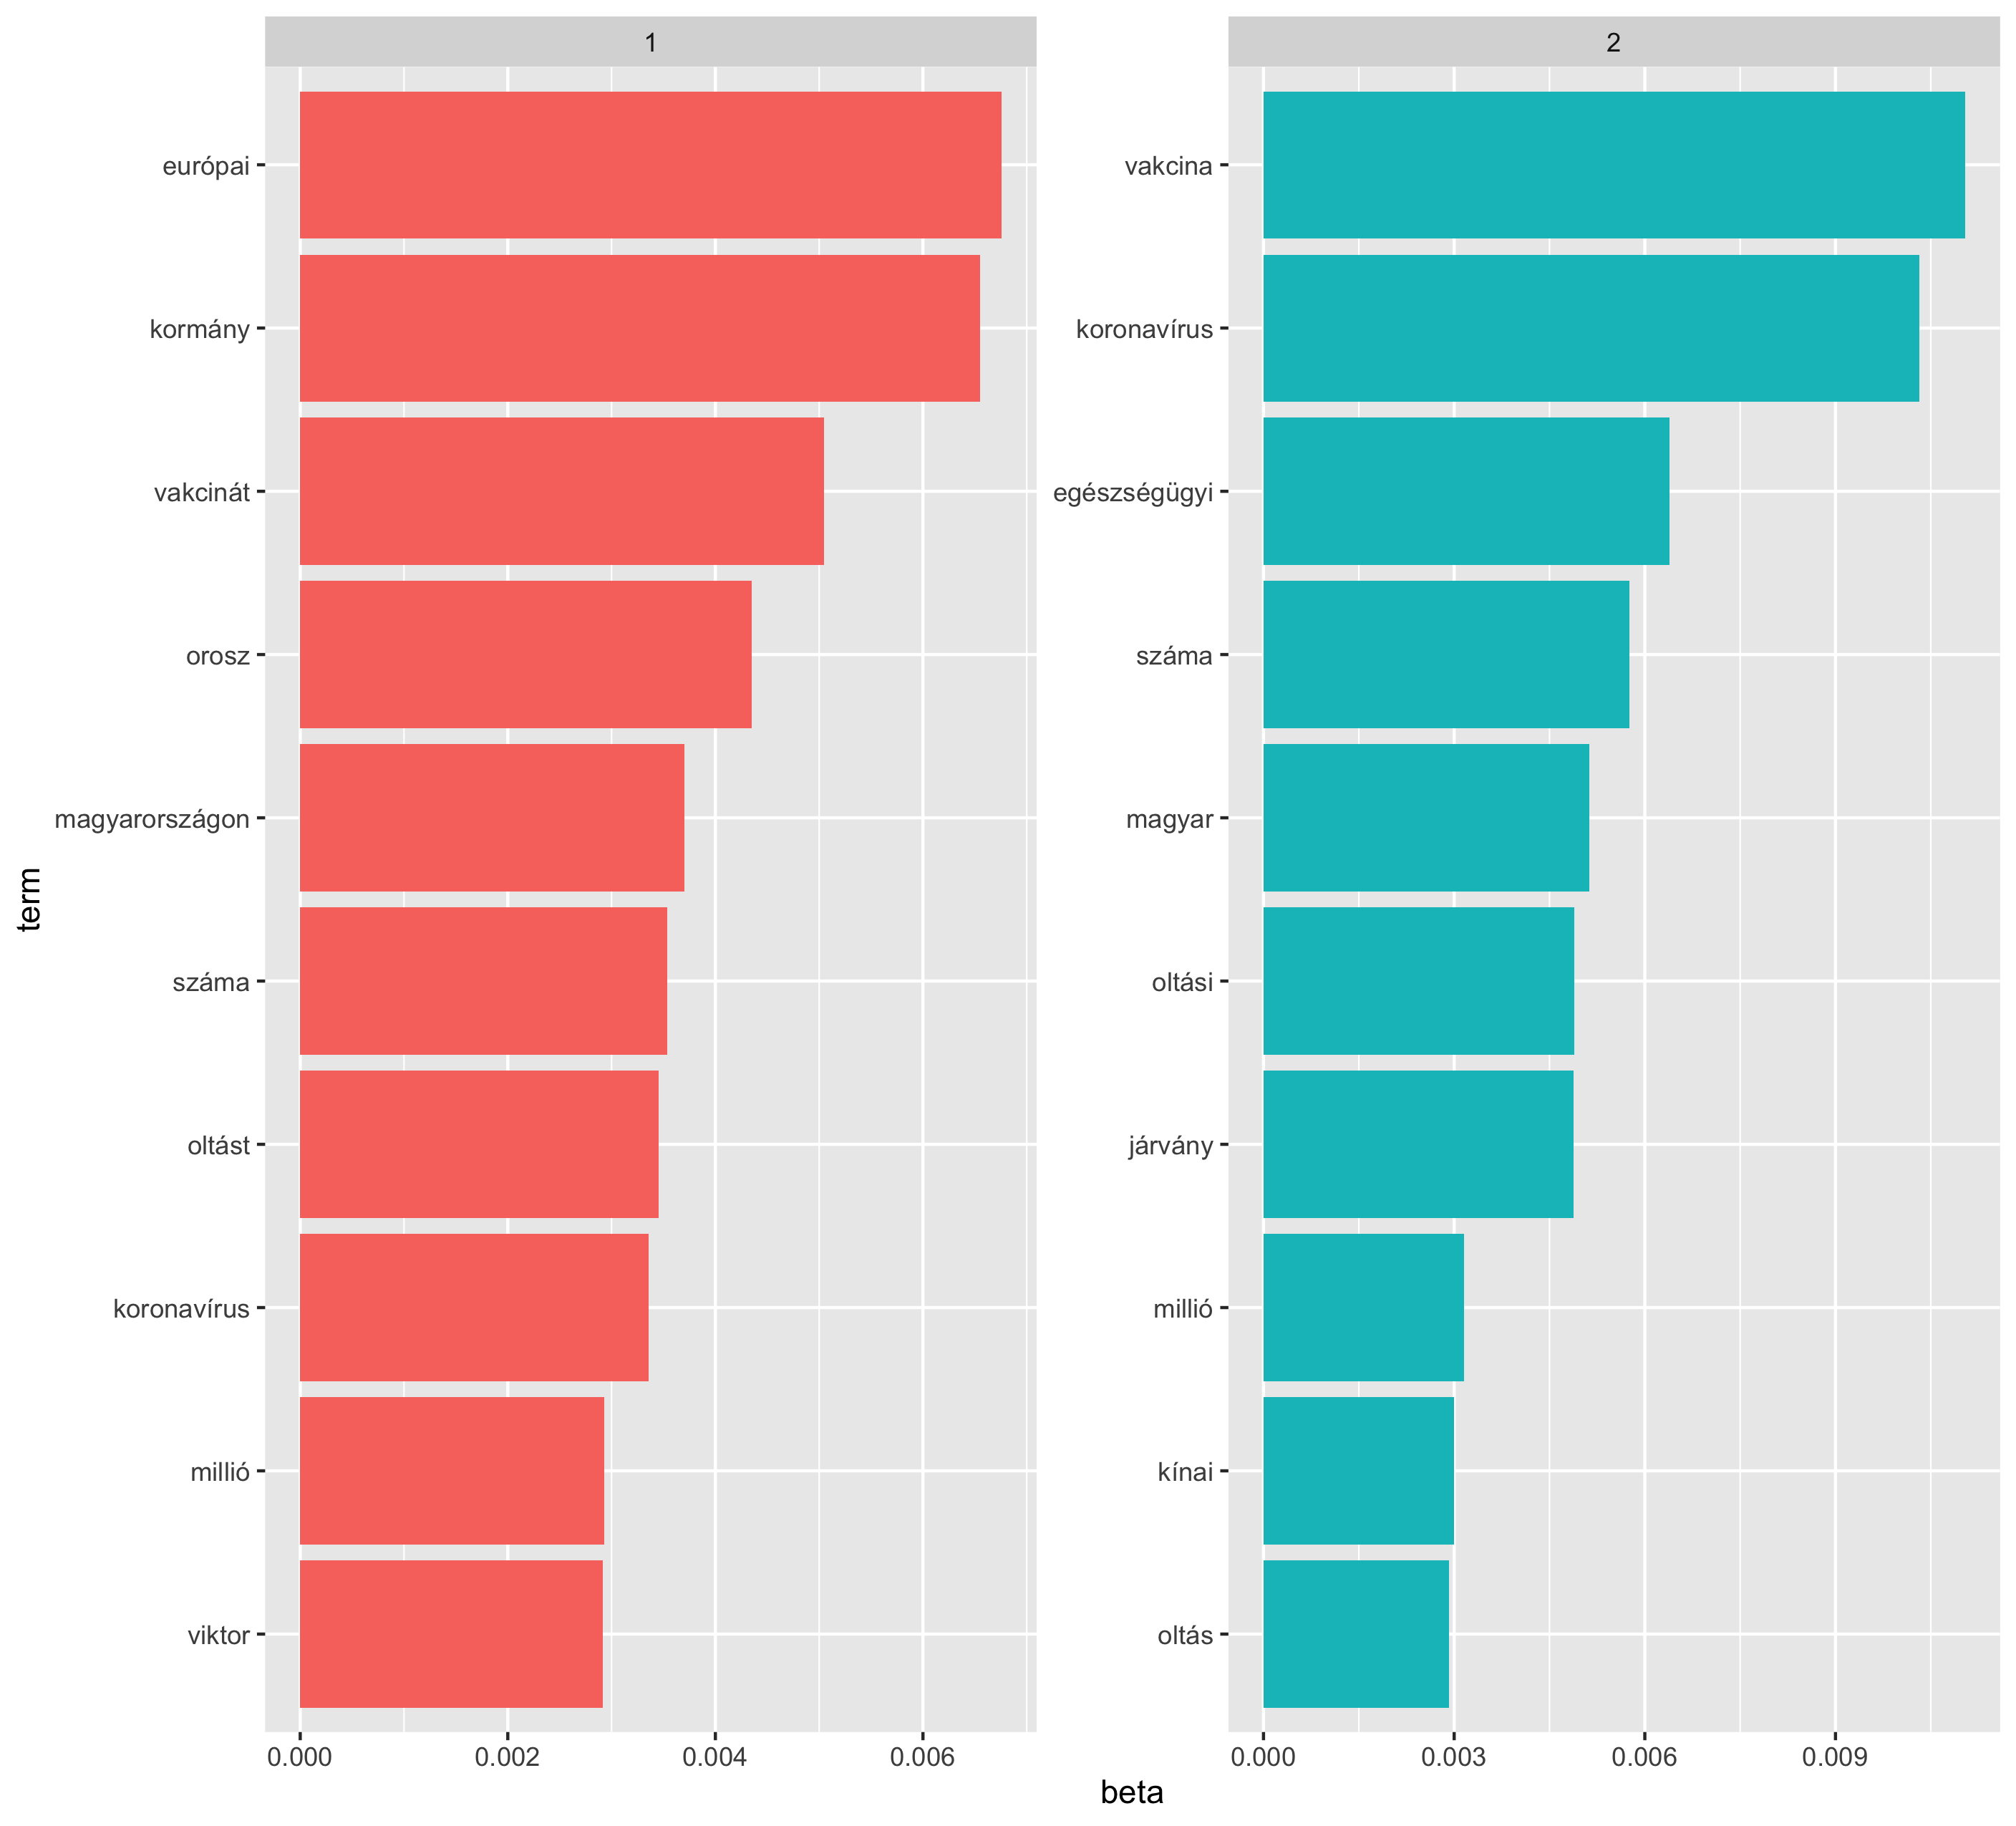 1
2
term
európai
kormány
vakcinát
orosz
magyarországon
száma
oltást
koronavírus
millió
viktor
0.000
0.002
0.004
0.006
vakcina
koronavírus
egészségügyi
száma
magyar
oltási
járvány
millió
kínai
oltás
0.000
0.003
0.006
0.009
beta